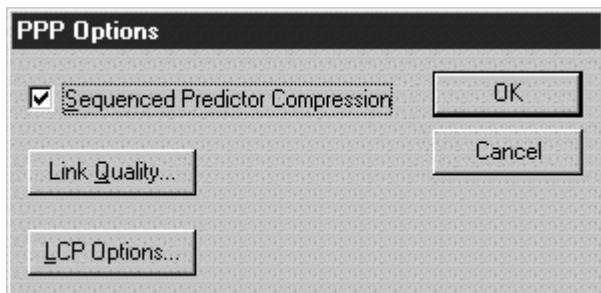 PPP Options
Sequenced Predictor Compression
OK
Cancel
Link Quality...
LCP Options...